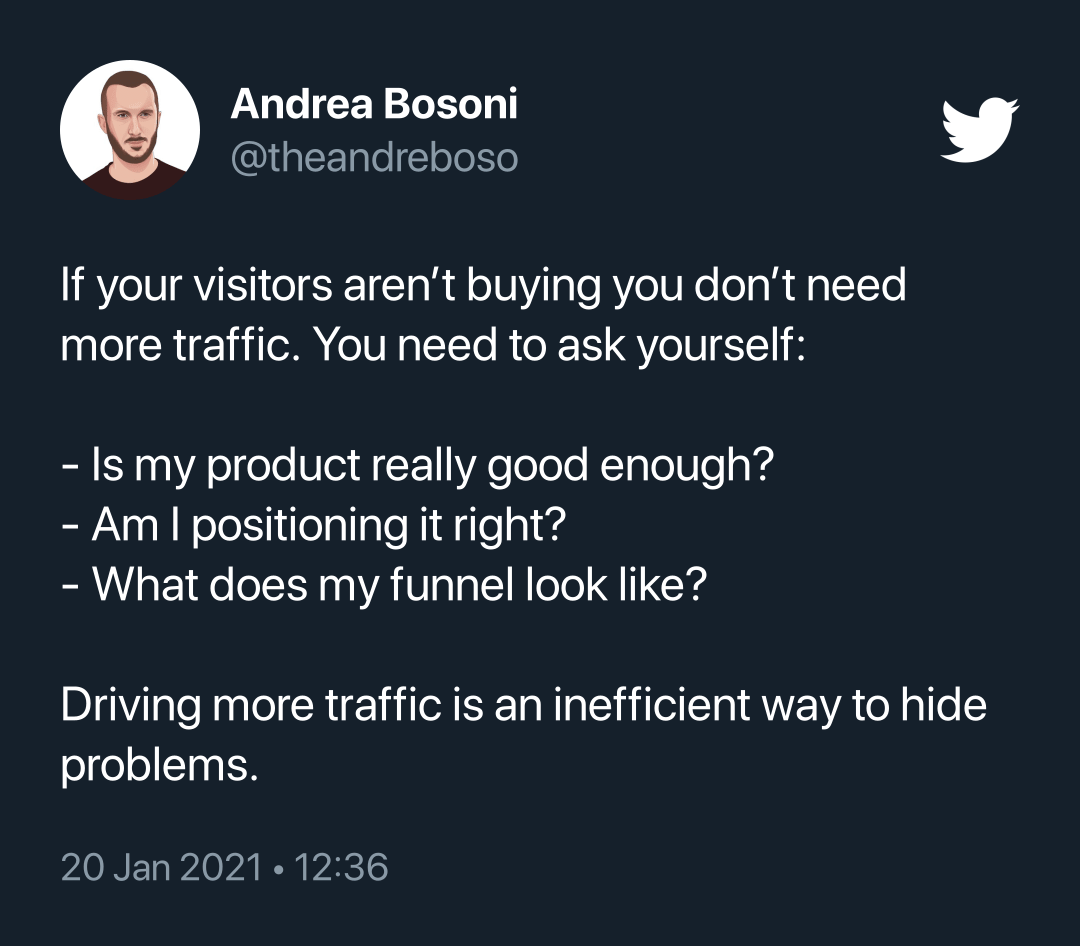 Andrea Bosoni
@theandreboso
If your visitors aren’t buying you don’t need
more traffic. You need to ask yourself:
- Is my product really good enough?
- Am I positioning it right?
- What does my funnel look like?
Driving more traffic is an inefficient way to hide
problems.
20 Jan 2021 • 12:36